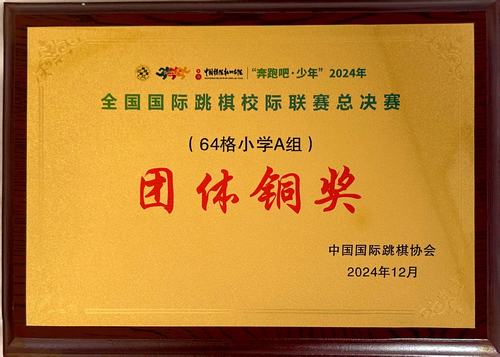 "奔跑吧·少年" 2024年
全国国际跳棋校际联赛总决赛
（64格小学A组）
团体铜奖
中国国际跳棋协会
2024年12月